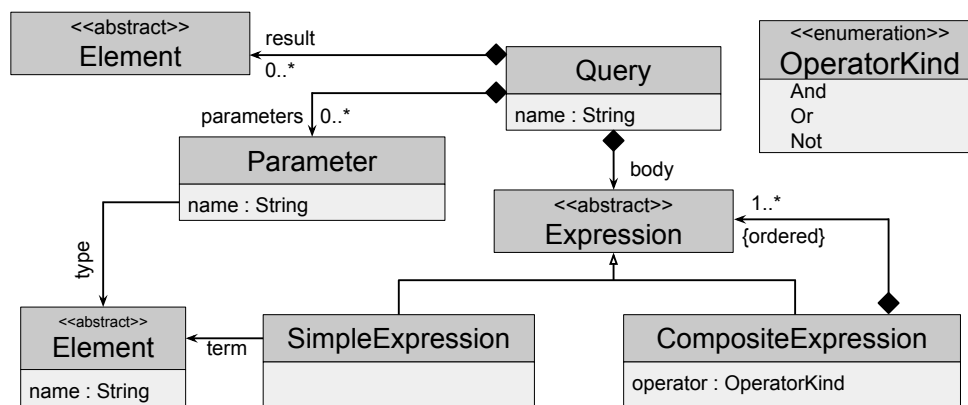 <<abstract>>
Element
result
0..*
Query
name : String
<<enumeration>>
OperatorKind
And
Or
Not
parameters
0..*
Parameter
name : String
body
<<abstract>>
Expression
1..*
{ordered}
type
<<abstract>>
Element
name : String
term
SimpleExpression
CompositeExpression
operator : OperatorKind